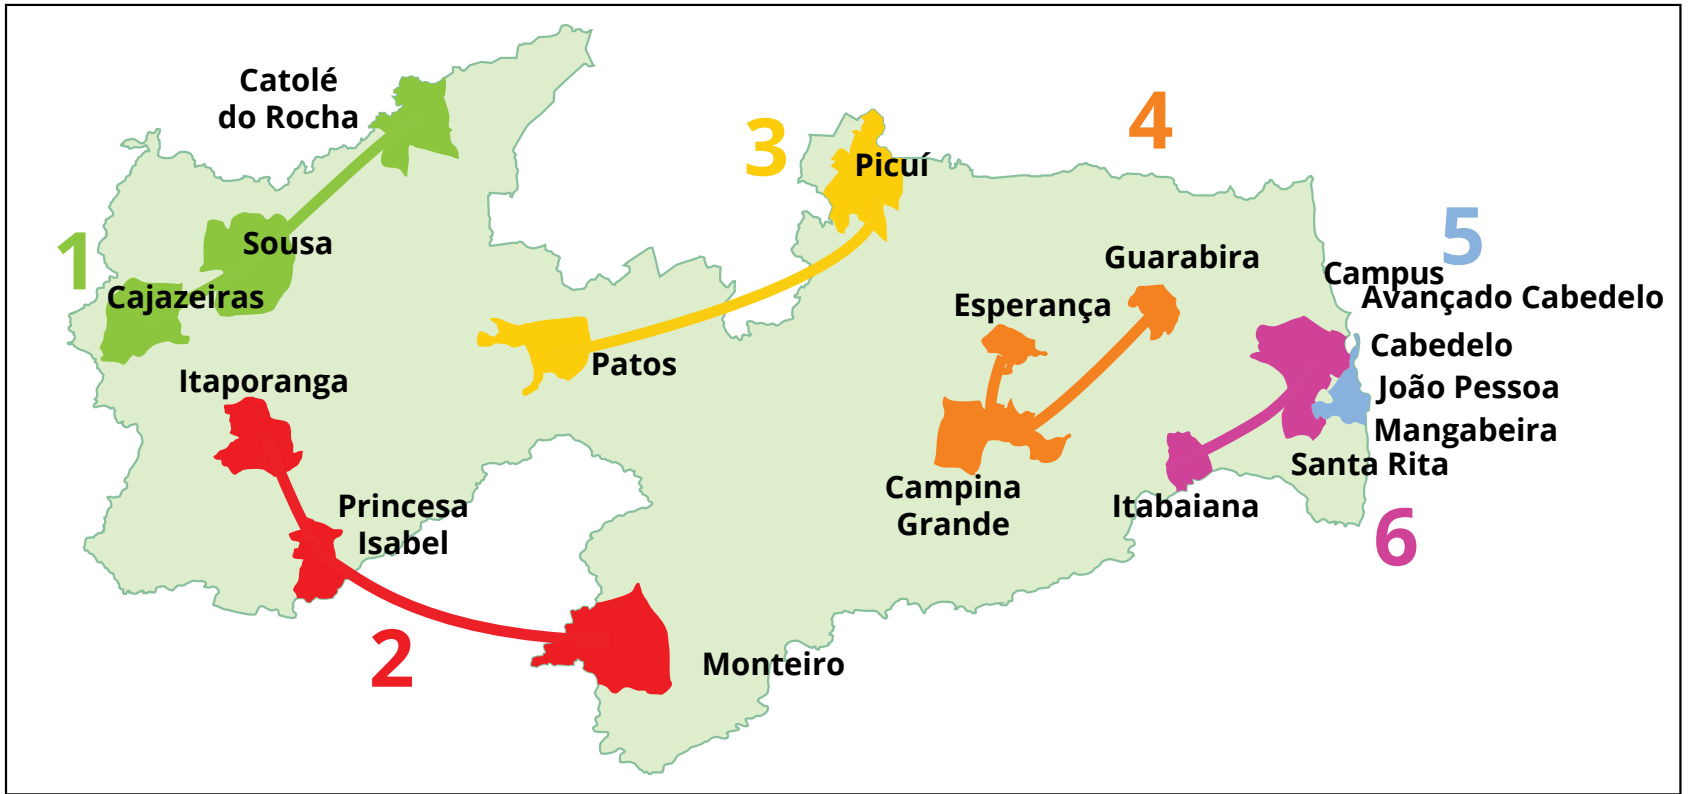 Catolé
do Rocha
1
Sousa
Cajazeiras
Itaporanga
Princesa
Isabel
2
Monteiro
3
Picuí
Patos
4
Guarabira
Esperança
Campina
Grande
5
Campus
Avançado Cabedelo
Cabedelo
João Pessoa
Mangabeira
Santa Rita
Itabaiana
6